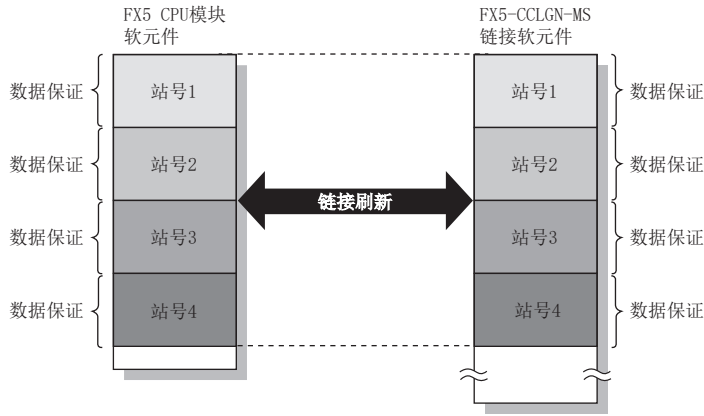 FX5 CPU模块
软元件
FX5-CCLGN-MS
链接软元件
数据保证
站号1
站号1
数据保证
数据保证
站号2
站号2
数据保证
链接刷新
数据保证
站号3
站号3
数据保证
数据保证
站号4
站号4
数据保证